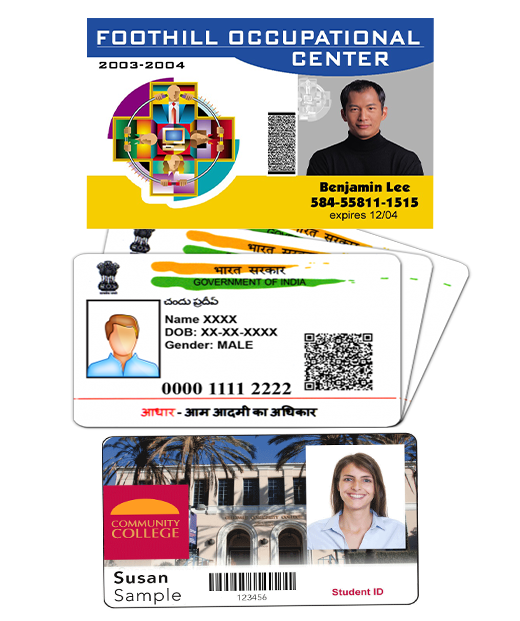 FOOTHILL OCCUPATIONAL
CENTER
2003-2004
Benjamin Lee
584-55811-1515
expires 12/04
भारत सरकार
GOVERNMENT OF INDIA
చందు ప్రదీప్
Name XXXX
DOB: XX-XX-XXXX
Gender: MALE
0000 1111 2222
आधार - आम आदमी का अधिकार
COMMUNITY
COLLEGE
Susan
Sample
123456
Student ID